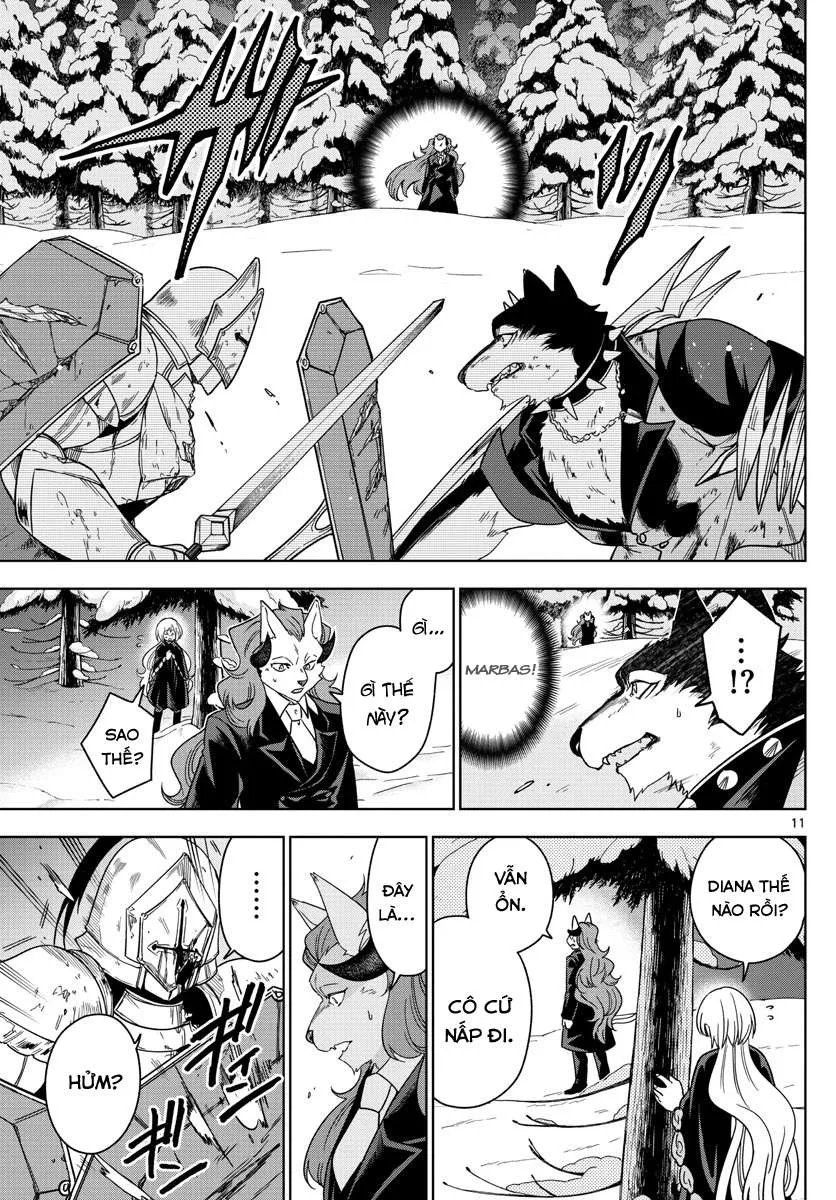 ...!?
MARBAS!
GÌ...
GÌ THẾ
NÀY?
SAO
THẾ?
11
DIANA THẾ
NÀO RỒI?
VẪN
ỔN.
CÔ CỨ
NẤP ĐI.
ĐÂY
LÀ...
......
HỬM?